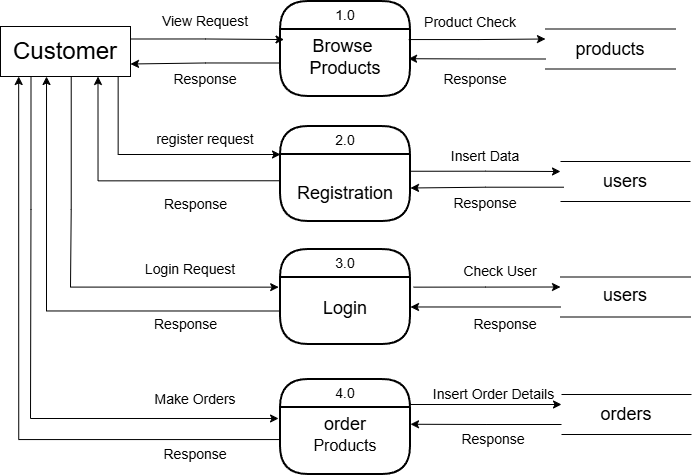 View Request
1.0
Product Check
Customer
Browse
Products
products
Response
Response
register request
2.0
Insert Data
Registration
users
Response
Response
Login Request
3.0
Check User
Login
users
Response
Response
Make Orders
4.0
Insert Order Details
order
Products
orders
Response
Response